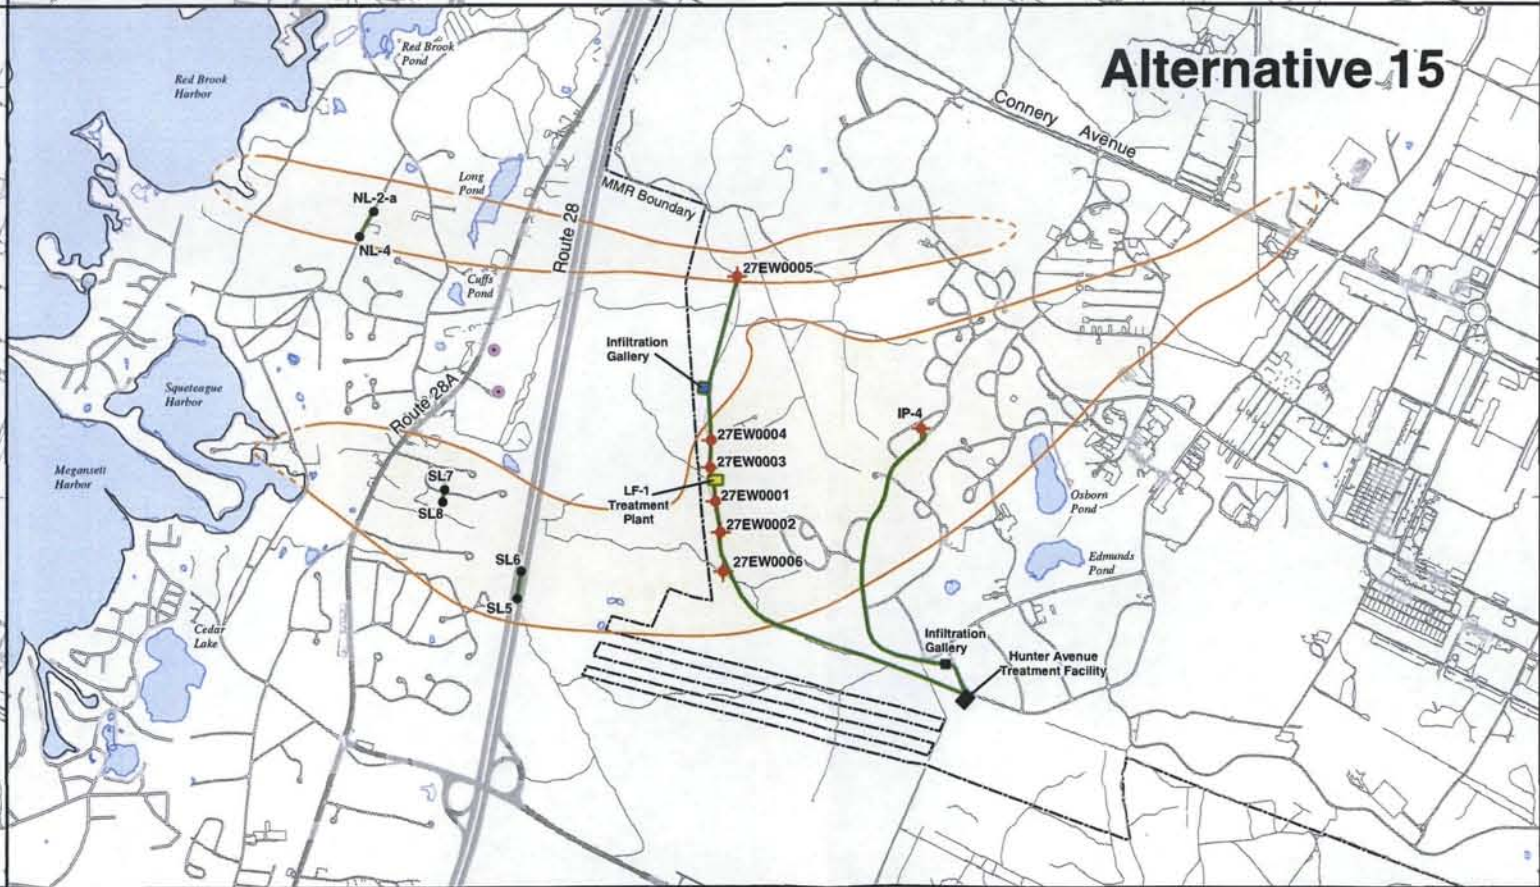 Alternative 15
Red Brook
Pond
Red Brook
Harbor
Connery Avenue
Long
Pond
MMR Boundary
NL-2-a
NL-4
Route 28
Cuffs
Pond
27EW0005
Infiltration
Gallery
Squeteague
Harbor
Route 28A
IP-4
27EW0004
27EW0003
Megansett
Harbor
SL7
SL8
LF-1
Treatment
Plant
27EW0001
27EW0002
Osborn
Pond
SL6
27EW0006
Edmunds
Pond
SL5
Cedar
Lake
Infiltration
Gallery
Hunter Avenue
Treatment Facility